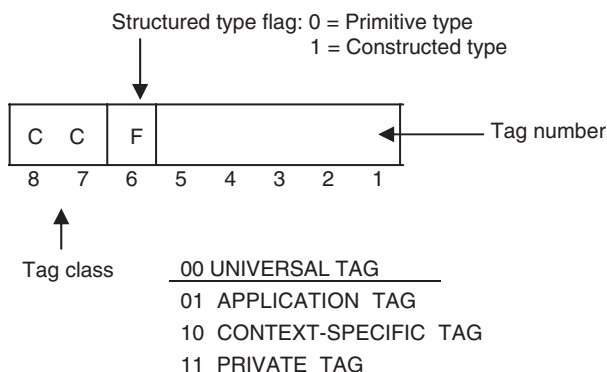 Structured type flag: 0 = Primitive type
1 = Constructed type
C C F
Tag number
8 7 6 5 4 3 2 1
Tag class
00 UNIVERSAL TAG
01 APPLICATION TAG
10 CONTEXT-SPECIFIC TAG
11 PRIVATE TAG